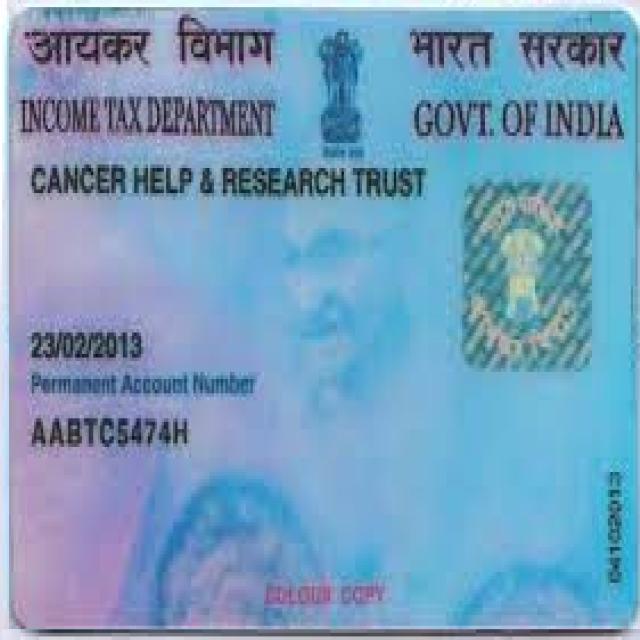 आयकर विभाग
भारत सरकार
INCOME TAX DEPARTMENT
GOVT. OF INDIA
CANCER HELP & RESEARCH TRUST
23/02/2013
Permanent Account Number
AABTC5474H
04102013
COLOUR COPY